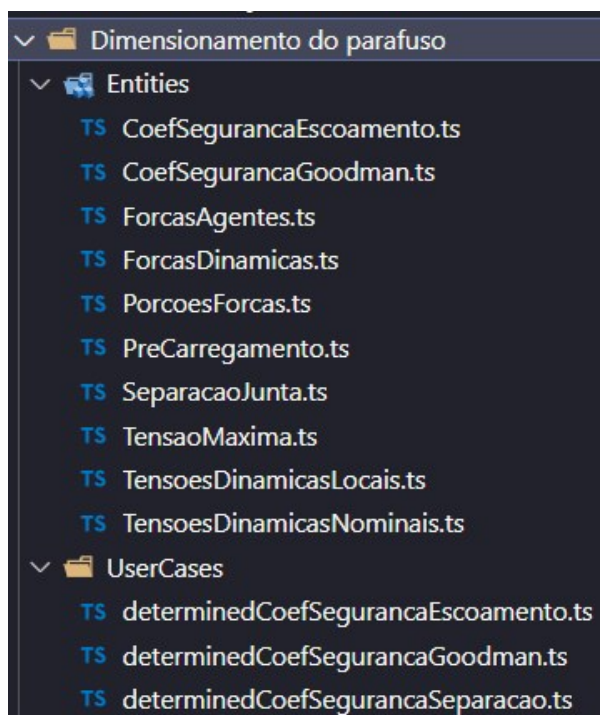 Dimensionamento do parafuso
Entities
TS CoefSegurancaEscoamento.ts
TS CoefSegurancaGoodman.ts
TS ForcasAgentes.ts
TS ForcasDinamicas.ts
TS PorcoesForcas.ts
TS PreCarregamento.ts
TS SeparacaoJunta.ts
TS TensaoMaxima.ts
TS TensoesDinamicasLocais.ts
TS TensoesDinamicasNominais.ts
UserCases
TS determinedCoefSegurancaEscoamento.ts
TS determinedCoefSegurancaGoodman.ts
TS determinedCoefSegurancaSeparacao.ts